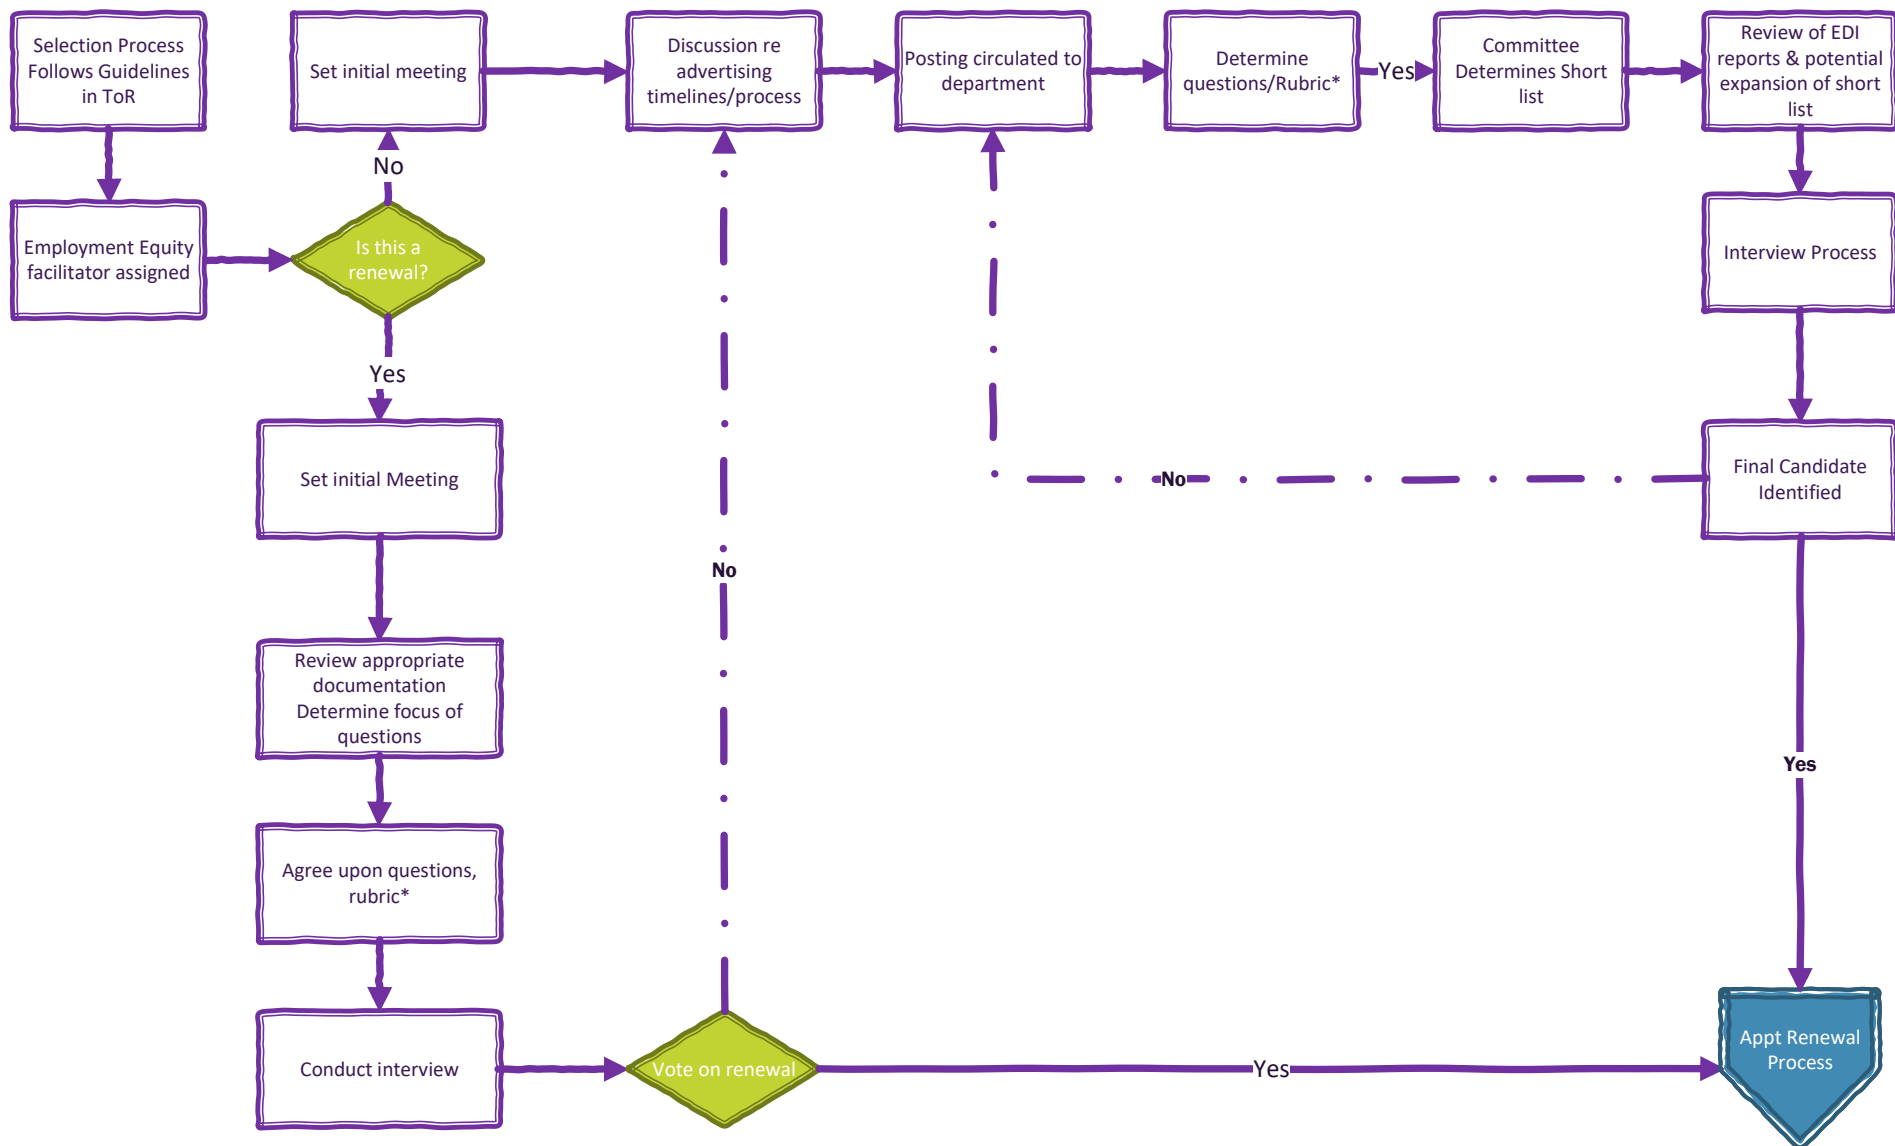 Selection Process
Follows Guidelines
in ToR
Set initial meeting
Discussion re
advertising
timelines/process
Posting circulated to
department
Determine
questions/Rubric*
Yes
Committee
Determines Short
list
Review of EDI
reports & potential
expansion of short
list
No
Employment Equity
facilitator assigned
Is this a
renewal?
Interview Process
Yes
Set initial Meeting
No
Final Candidate
Identified
No
Review appropriate
documentation
Determine focus of
questions
Yes
Agree upon questions,
rubric*
Conduct interview
Vote on renewal
Yes
Appt Renewal
Process